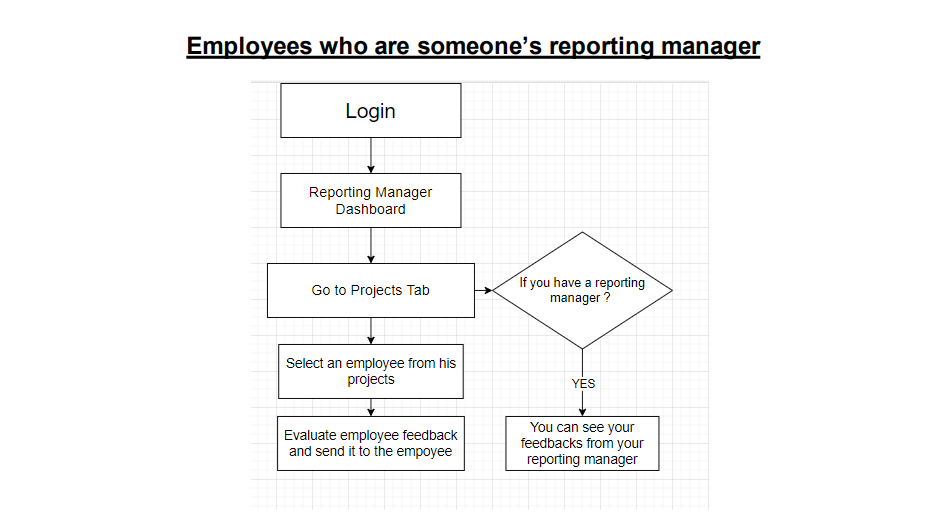 Employees who are someone's reporting manager
Login
Reporting Manager
Dashboard
Go to Projects Tab
If you have a reporting
manager ?
Select an employee from his
projects
YES
Evaluate employee feedback
and send it to the empoyee
You can see your
feedbacks from your
reporting manager